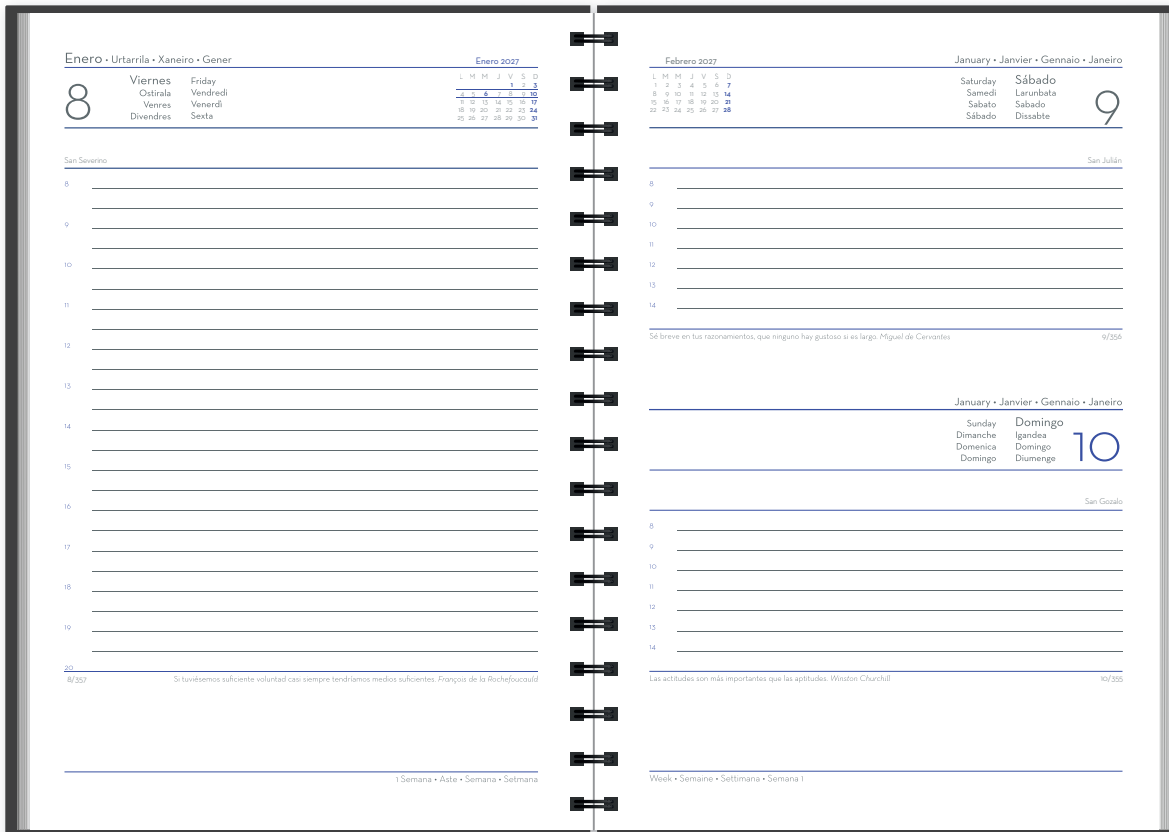 Enero • Urtarrila • Xaneiro • Gener
Enero 2027
8
Viernes Friday
Ostirala Vendredi
Venres Venerdì
Divendres Sexta
L M M J V S D
1 2 3
4 5 6 7 8 9 10
11 12 13 14 15 16 17
18 19 20 21 22 23 24
25 26 27 28 29 30 31
San Severino
8
9
10
11
12
13
14
15
16
17
18
19
20
8/357 Si tuviésemos suficiente voluntad casi siempre tendríamos medios suficientes. François de la Rochefoucauld
1 Semana • Aste • Semana • Setmana
Febrero 2027
January • Janvier • Gennaio • Janeiro
L M M J V S D
1 2 3 4 5 6 7
8 9 10 11 12 13 14
15 16 17 18 19 20 21
22 23 24 25 26 27 28
Saturday Sábado
Samedi Larunbata
Sabato Sabado
Sábado Dissabte
9
San Julián
8
9
10
11
12
13
14
Sé breve en tus razonamientos, que ninguno hay gustoso si es largo. Miguel de Cervantes 9/356
January • Janvier • Gennaio • Janeiro
Sunday Domingo
Dimanche Igandea
Domenica Domingo
Domingo Diumenge
10
San Gozalo
8
9
10
11
12
13
14
Las actitudes son más importantes que las aptitudes. Winston Churchill 10/355
Week • Semaine • Settimana • Semana 1